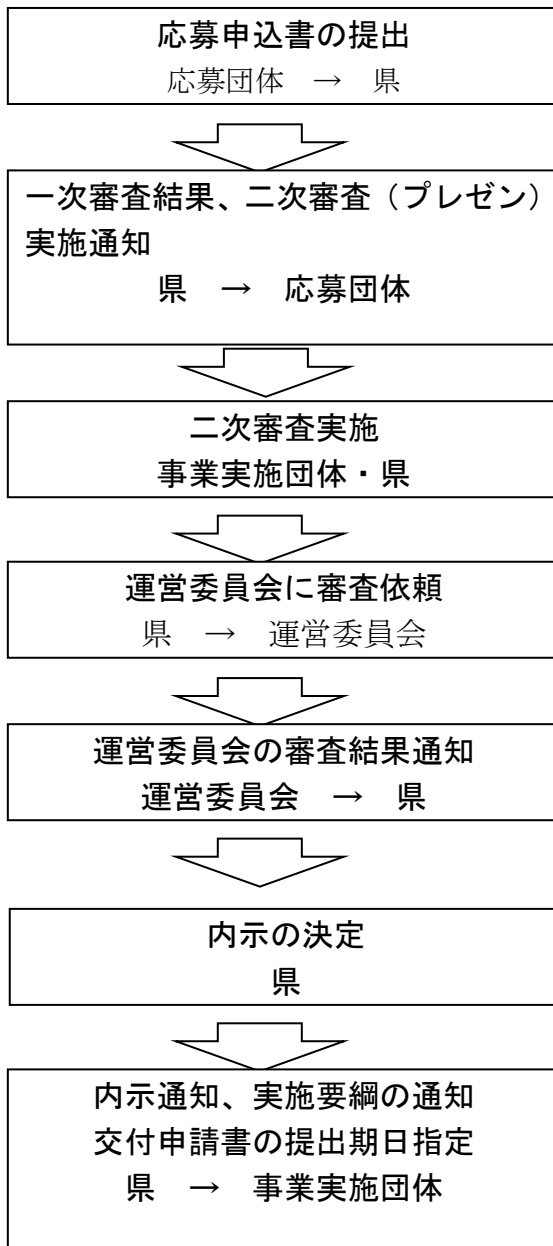 応募申込書の提出
応募団体　→　県
一次審査結果、二次審査（プレゼン）
実施通知
県　→　応募団体
二次審査実施
事業実施団体・県
運営委員会に審査依頼
県　→　運営委員会
運営委員会の審査結果通知
運営委員会　→　県
内示の決定
県
内示通知、実施要綱の通知
交付申請書の提出期日指定
県　→　事業実施団体